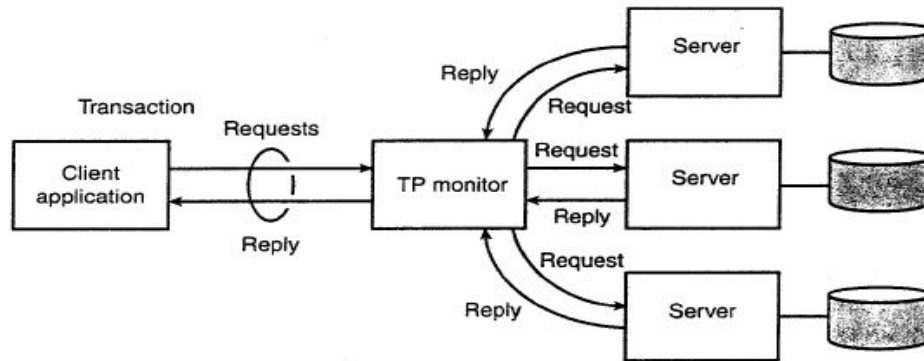 Server
Reply
Transaction
Request
Requests
Client
application
TP monitor
Request
Server
Reply
Reply
Request
Reply
Server